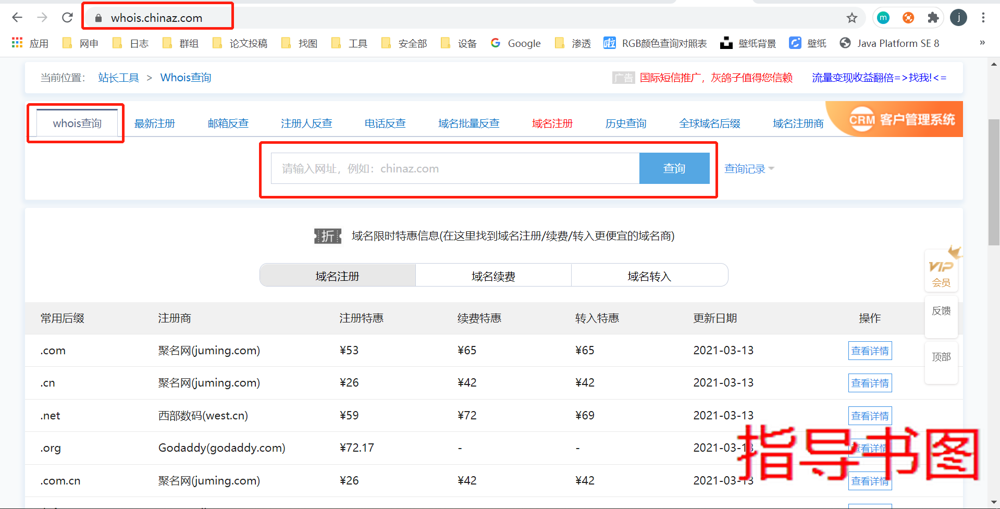 whois.chinaz.com
m
j
应用 网申 日志 群组 论文投稿 找图 工具 安全部 设备 Google 渗透 啦 RGB颜色查询对照表 壁纸背景 壁纸 Java Platform SE 8 »
当前位置： 站长工具 > Whois查询 广告 国际短信推广，灰鸽子值得您信赖 流量变现收益翻倍=>找我!<=
whois查询 最新注册 邮箱反查 注册人反查 电话反查 域名批量反查 域名注册 历史查询 全球域名后缀 域名注册商 CRM 客户管理系统
请输入网址，例如：chinaz.com 查询 查询记录
折 域名限时特惠信息(在这里找到域名注册/续费/转入更便宜的域名商)
域名注册 域名续费 域名转入
VIP
会员
反馈
顶部
常用后缀 注册商 注册特惠 续费特惠 转入特惠 更新日期 操作
.com 聚名网(juming.com) ¥53 ¥65 ¥65 2021-03-13 查看详情
.cn 聚名网(juming.com) ¥26 ¥42 ¥42 2021-03-13 查看详情
.net 西部数码(west.cn) ¥59 ¥72 ¥69 2021-03-13 查看详情
.org Godaddy(godaddy.com) ¥72.17 - - 2021-03-13 查看详情
.com.cn 聚名网(juming.com) ¥26 ¥42 ¥42 2021-03-13 查看详情
指导书图